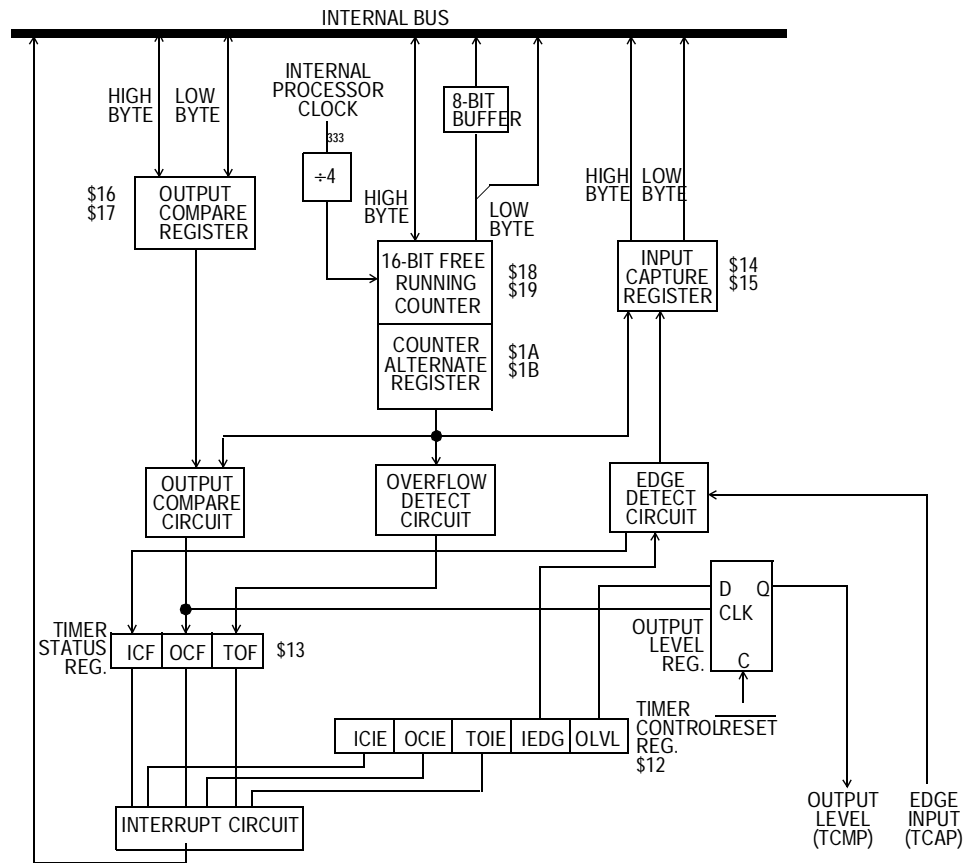 INTERNAL BUS
HIGH
BYTE
LOW
BYTE
INTERNAL
PROCESSOR
CLOCK
333
÷4
8-BIT
BUFFER
HIGH
BYTE
LOW
BYTE
HIGH
BYTE
LOW
BYTE
$16
$17
OUTPUT
COMPARE
REGISTER
16-BIT FREE
RUNNING
COUNTER
$18
$19
COUNTER
ALTERNATE
REGISTER
$1A
$1B
INPUT
CAPTURE
REGISTER
$14
$15
OUTPUT
COMPARE
CIRCUIT
OVERFLOW
DETECT
CIRCUIT
EDGE
DETECT
CIRCUIT
D Q
CLK
C
OUTPUT
LEVEL
REG.
TIMER
STATUS
REG.
ICF OCF TOF
$13
RESET
ICIE OCIE TOIE IEDG OLVL
TIMER
CONTROL
REG.
$12
INTERRUPT CIRCUIT
OUTPUT
LEVEL
(TCMP)
EDGE
INPUT
(TCAP)